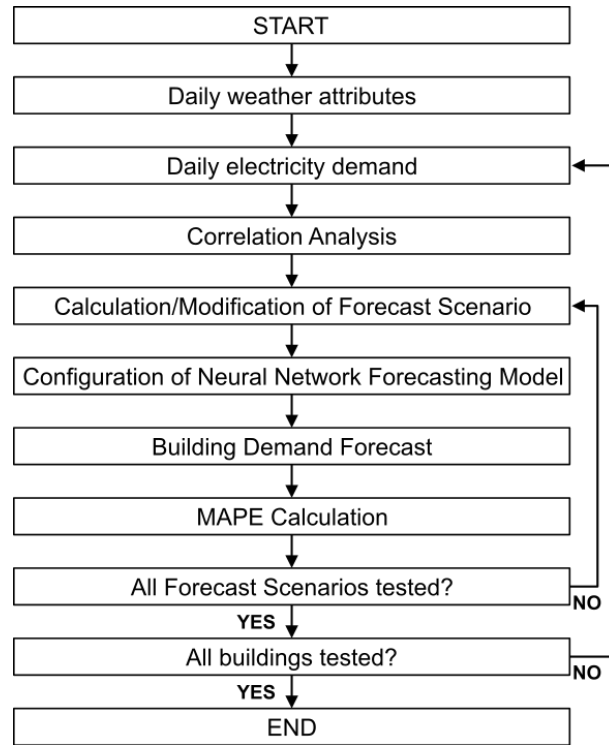 START
Daily weather attributes
Daily electricity demand
Correlation Analysis
Calculation/Modification of Forecast Scenario
Configuration of Neural Network Forecasting Model
Building Demand Forecast
MAPE Calculation
All Forecast Scenarios tested?
NO
YES
All buildings tested?
NO
YES
END